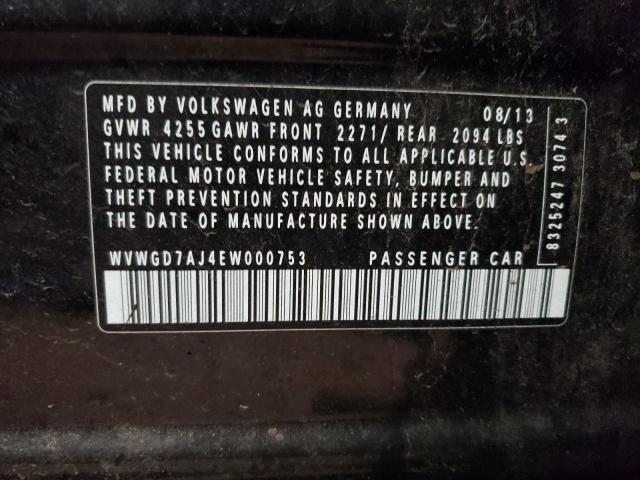 MFD BY VOLKSWAGEN AG GERMANY 08/13
GVWR 4255 GAWR FRONT 2271/ REAR 2094 LBS
THIS VEHICLE CONFORMS TO ALL APPLICABLE U.S.
FEDERAL MOTOR VEHICLE SAFETY, BUMPER AND
THEFT PREVENTION STANDARDS IN EFFECT ON
THE DATE OF MANUFACTURE SHOWN ABOVE.
WVWGD7AJ4EW000753 PASSENGER CAR
8325247 3074 3